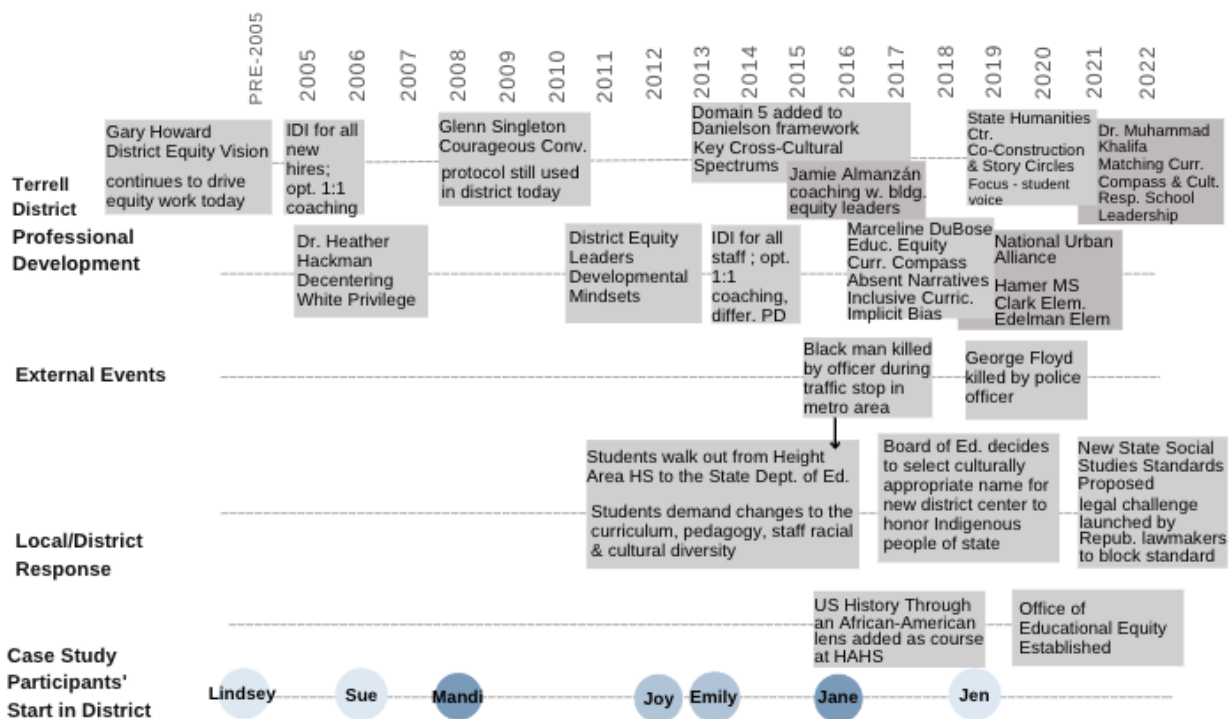 PRE-2005
2005
2006
2007
2008
2009
2010
2011
2012
2013
2014
2015
2016
2017
2018
2019
2020
2021
2022
Terrell
District
Professional
Development
Gary Howard
District Equity Vision
continues to drive
equity work today
IDI for all
new
hires;
opt. 1:1
coaching
Glenn Singleton
Courageous Conv.
protocol still used
in district today
Domain 5 added to
Danielson framework
Key Cross-Cultural
Spectrums
Jamie Almanzán
coaching w. bldg.
equity leaders
State Humanities
Ctr.
Co-Construction
& Story Circles
Focus - student
voice
Dr. Muhammad
Khalifa
Matching Curr.
Compass & Cult.
Resp. School
Leadership
Dr. Heather
Hackman
Decentering
White Privilege
District Equity
Leaders
Developmental
Mindsets
IDI for all
staff ; opt.
1:1
coaching,
differ. PD
Marceline DuBose
Educ. Equity
Curr. Compass
Absent Narratives
Inclusive Curric.
Implicit Bias
National Urban
Alliance
Hamer MS
Clark Elem.
Edelman Elem
External Events
Black man killed
by officer during
traffic stop in
metro area
George Floyd
killed by police
officer
Local/District
Response
Students walk out from Height
Area HS to the State Dept. of Ed.
Students demand changes to the
curriculum, pedagogy, staff racial
& cultural diversity
Board of Ed. decides
to select culturally
appropriate name for
new district center to
honor Indigenous
people of state
New State Social
Studies Standards
Proposed
legal challenge
launched by
Repub. lawmakers
to block standard
US History Through
an African-American
lens added as course
at HAHS
Office of
Educational Equity
Established
Case Study
Participants'
Start in District
Lindsey
Sue
Mandi
Joy
Emily
Jane
Jen